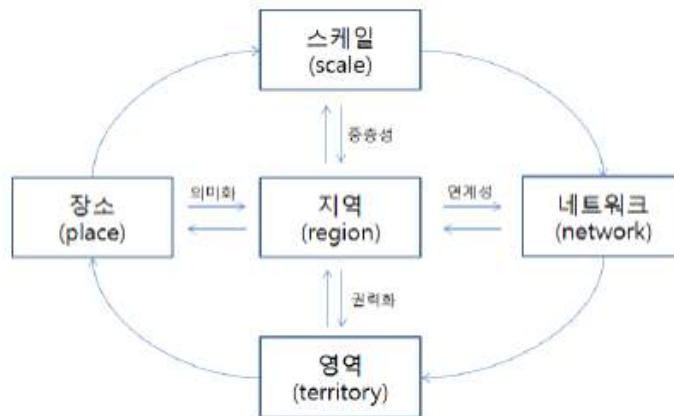 스케일
(scale)
중층성
장소
(place)
의미화
지역
(region)
연계성
네트워크
(network)
권력화
영역
(territory)